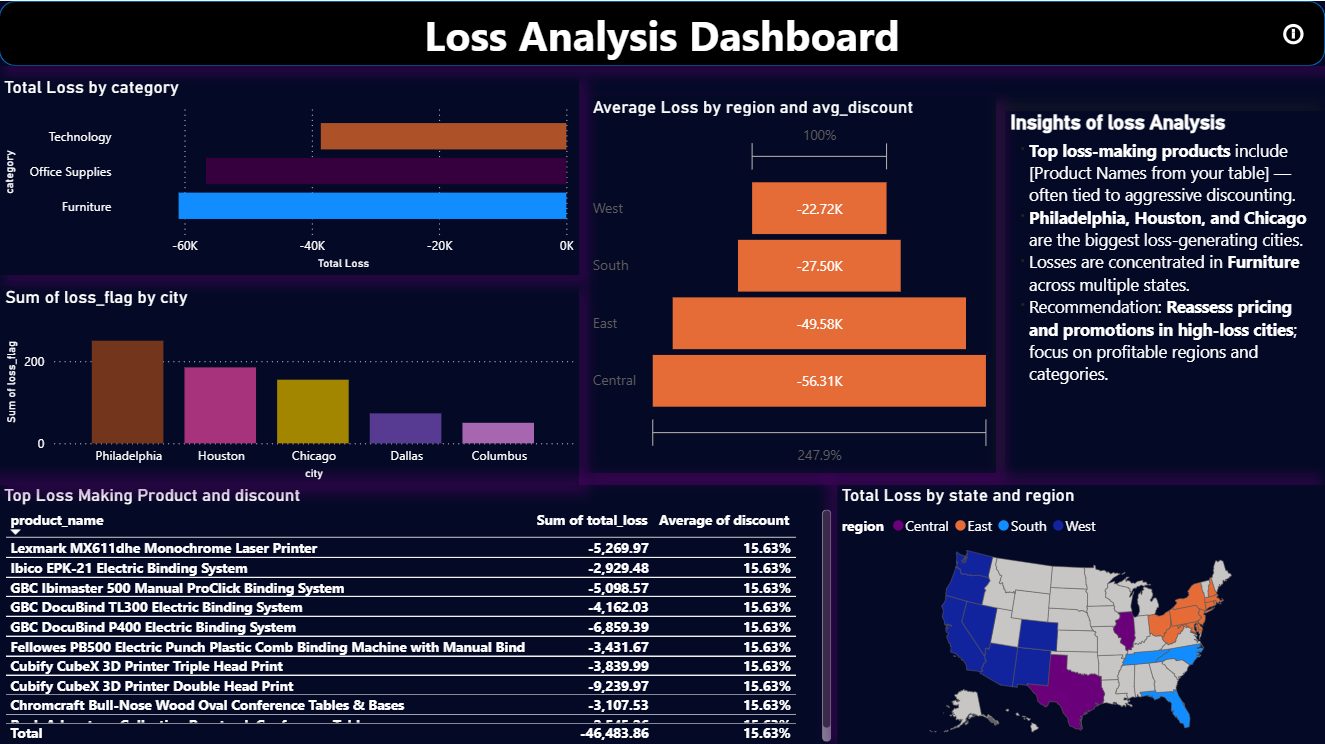 Loss Analysis Dashboard
Total Loss by category
category
Technology
Office Supplies
Furniture
-60K -40K -20K 0K
Total Loss
Sum of loss_flag by city
Sum of loss_flag
200
0
Philadelphia Houston Chicago Dallas Columbus
city
Average Loss by region and avg_discount
100%
West -22.72K
South -27.50K
East -49.58K
Central -56.31K
247.9%
Insights of loss Analysis
Top loss-making products include
[Product Names from your table] —
often tied to aggressive discounting.
Philadelphia, Houston, and Chicago
are the biggest loss-generating cities.
Losses are concentrated in Furniture
across multiple states.
Recommendation: Reassess pricing
and promotions in high-loss cities;
focus on profitable regions and
categories.
Top Loss Making Product and discount
product_name Sum of total_loss Average of discount
Lexmark MX611dhe Monochrome Laser Printer -5,269.97 15.63%
Ibico EPK-21 Electric Binding System -2,929.48 15.63%
GBC Ibimaster 500 Manual ProClick Binding System -5,098.57 15.63%
GBC DocuBind TL300 Electric Binding System -4,162.03 15.63%
GBC DocuBind P400 Electric Binding System -6,859.39 15.63%
Fellowes PB500 Electric Punch Plastic Comb Binding Machine with Manual Bind -3,431.67 15.63%
Cubify CubeX 3D Printer Triple Head Print -3,839.99 15.63%
Cubify CubeX 3D Printer Double Head Print -9,239.97 15.63%
Chromcraft Bull-Nose Wood Oval Conference Tables & Bases -3,107.53 15.63%
Total -46,483.86 15.63%
Total Loss by state and region
region Central East South West